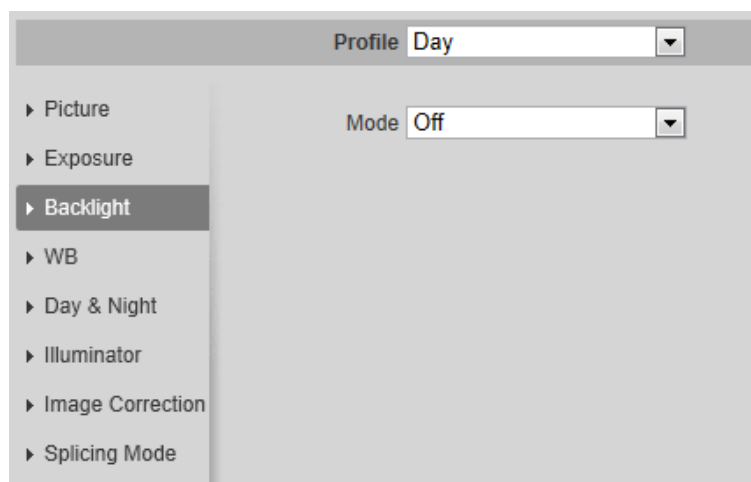 Profile Day
Picture
Mode Off
Exposure
Backlight
WB
Day & Night
Illuminator
Image Correction
Splicing Mode